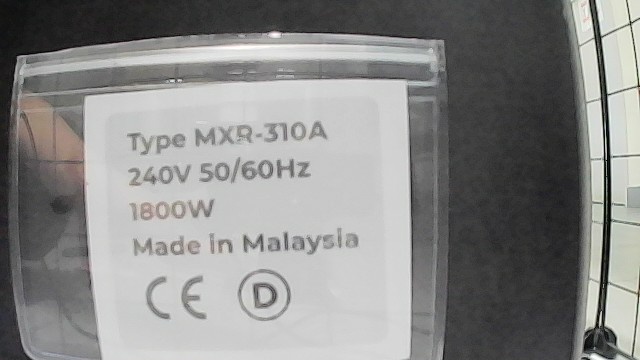 Type MXR-310A
240V 50/60Hz
1800W
Made in Malaysia
CE D